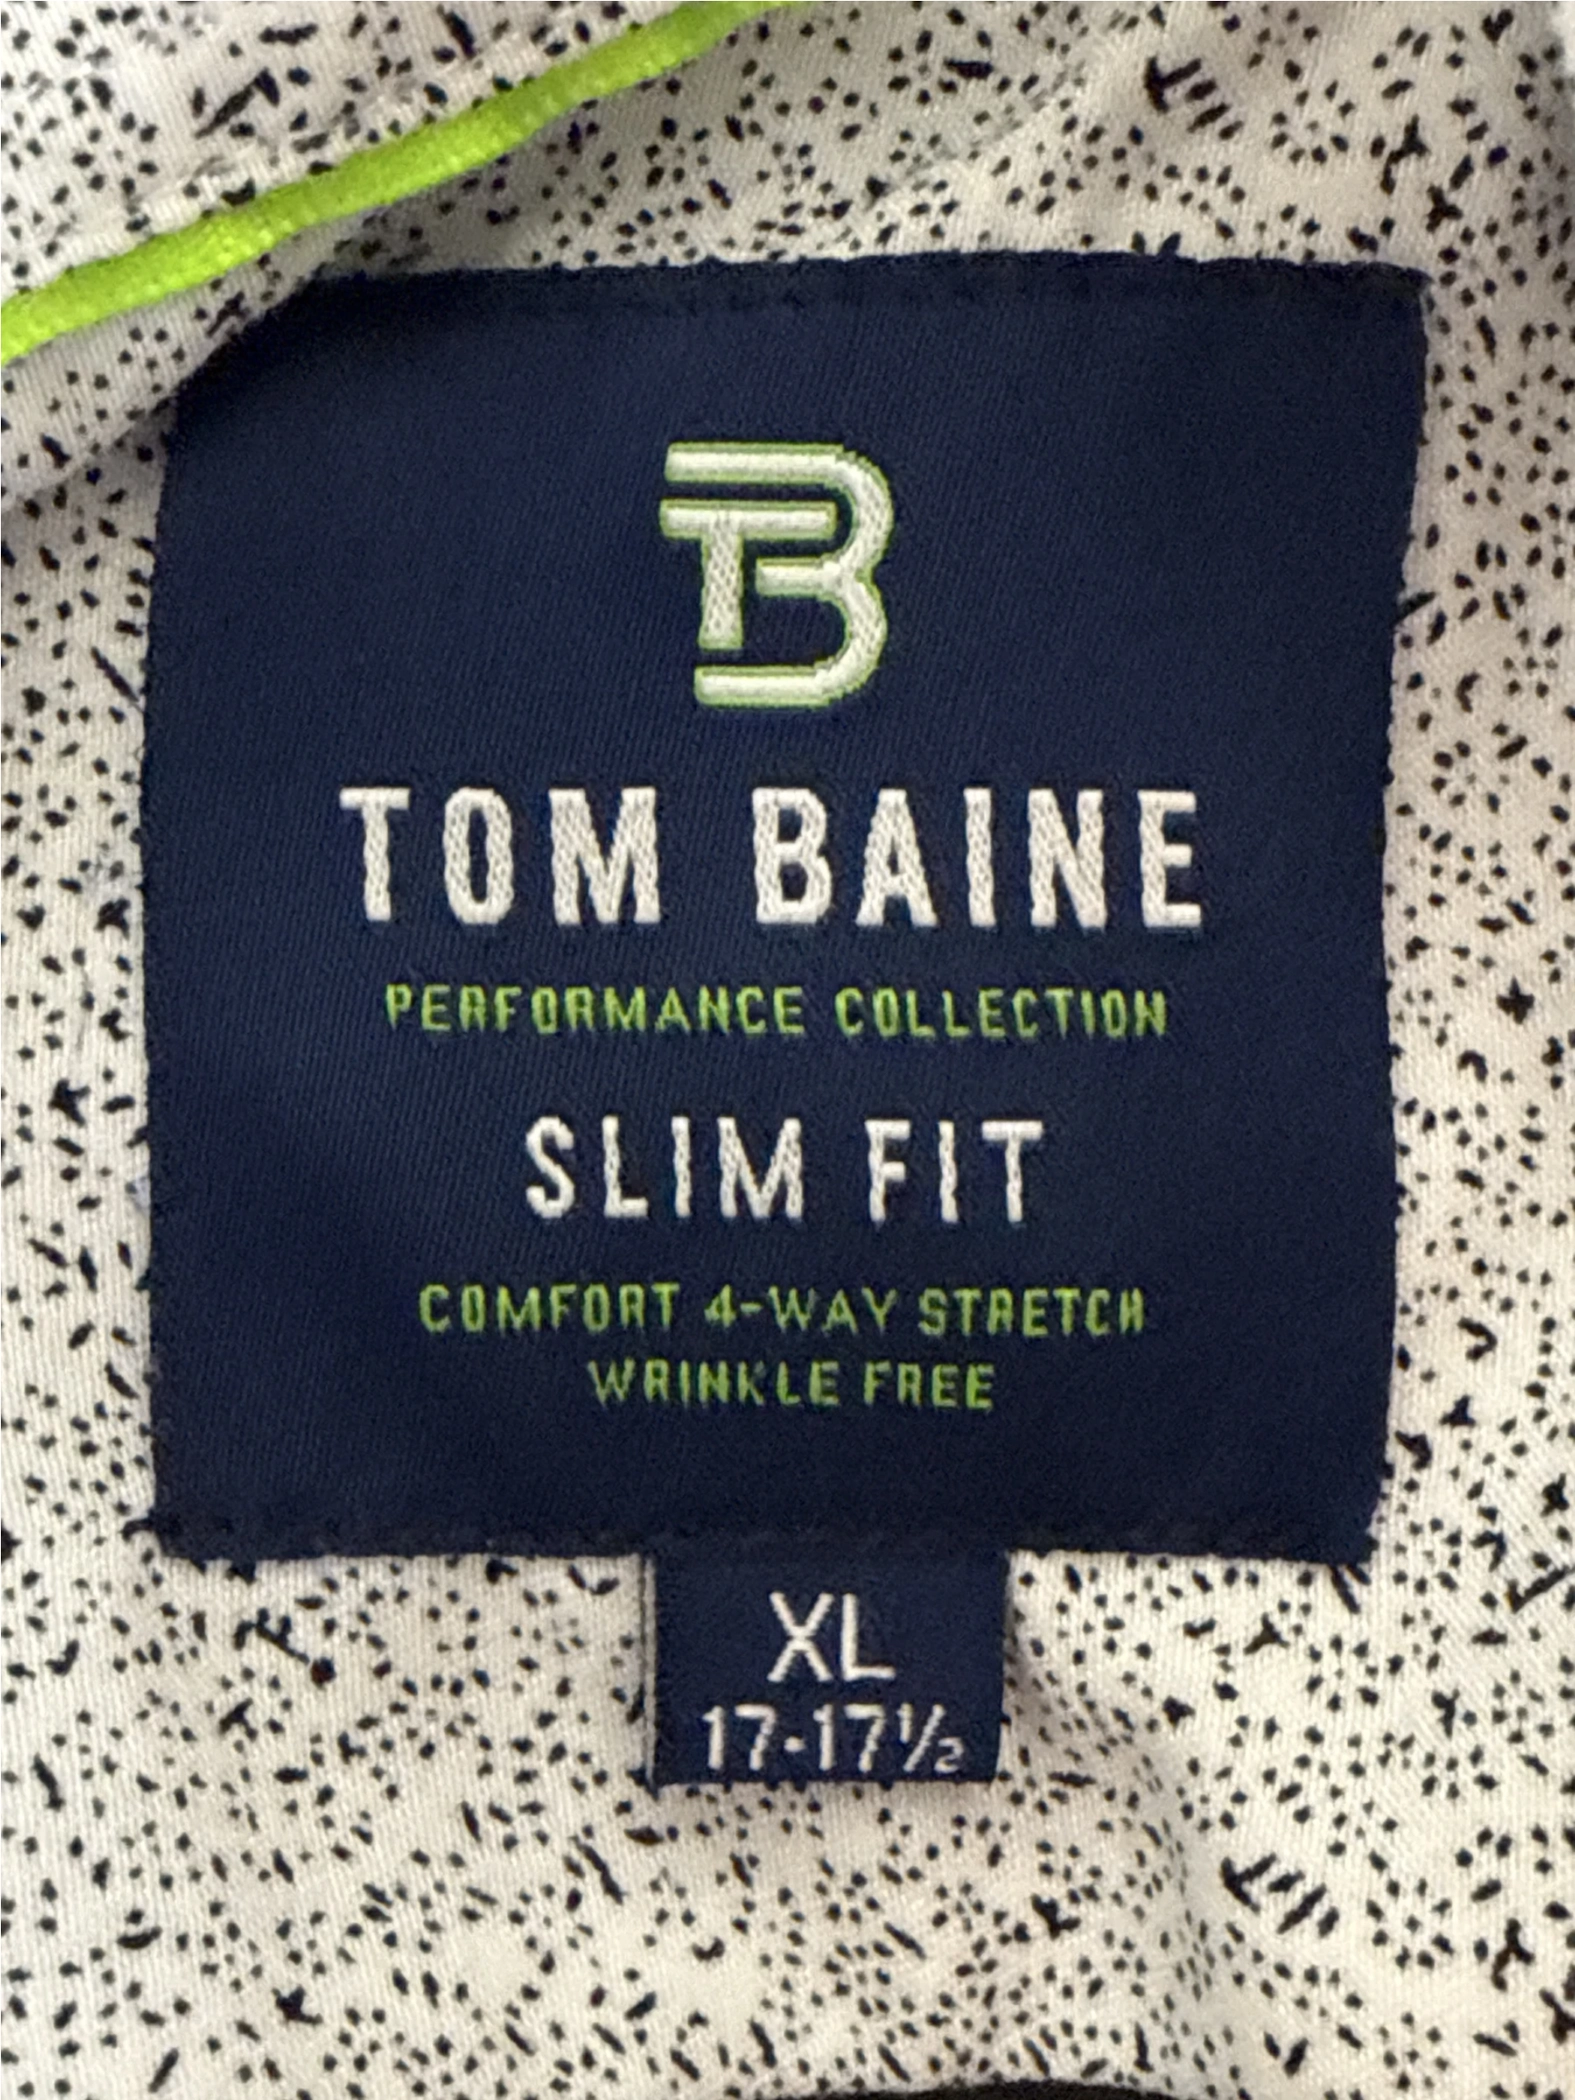 TB
TOM BAINE
PERFORMANCE COLLECTION
SLIM FIT
COMFORT 4-WAY STRETCH
WRINKLE FREE
XL
17-17½